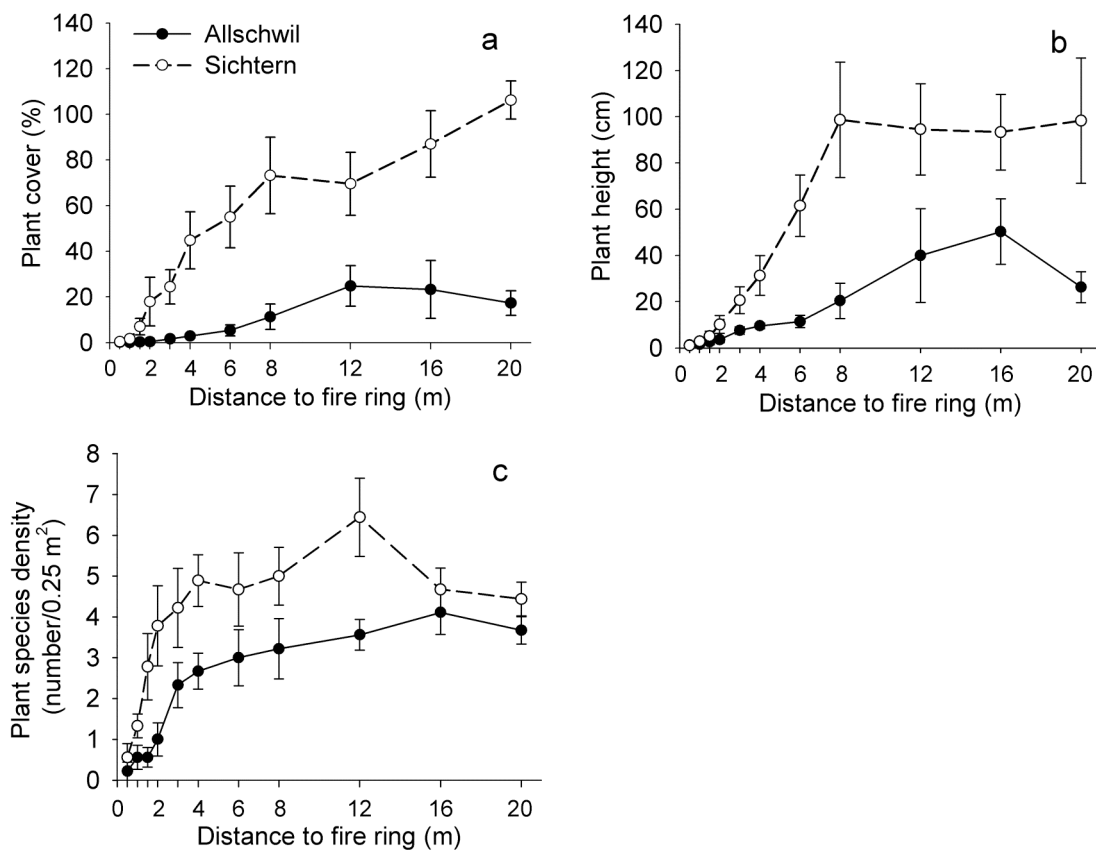 a
Allschwil
Sichtern
Plant cover (%)
140
120
100
80
60
40
20
0
0 2 4 6 8 12 16 20
Distance to fire ring (m)
b
Plant height (cm)
140
120
100
80
60
40
20
0
0 2 4 6 8 12 16 20
Distance to fire ring (m)
c
Plant species density
(number/0.25 m²)
8
7
6
5
4
3
2
1
0
0 2 4 6 8 12 16 20
Distance to fire ring (m)